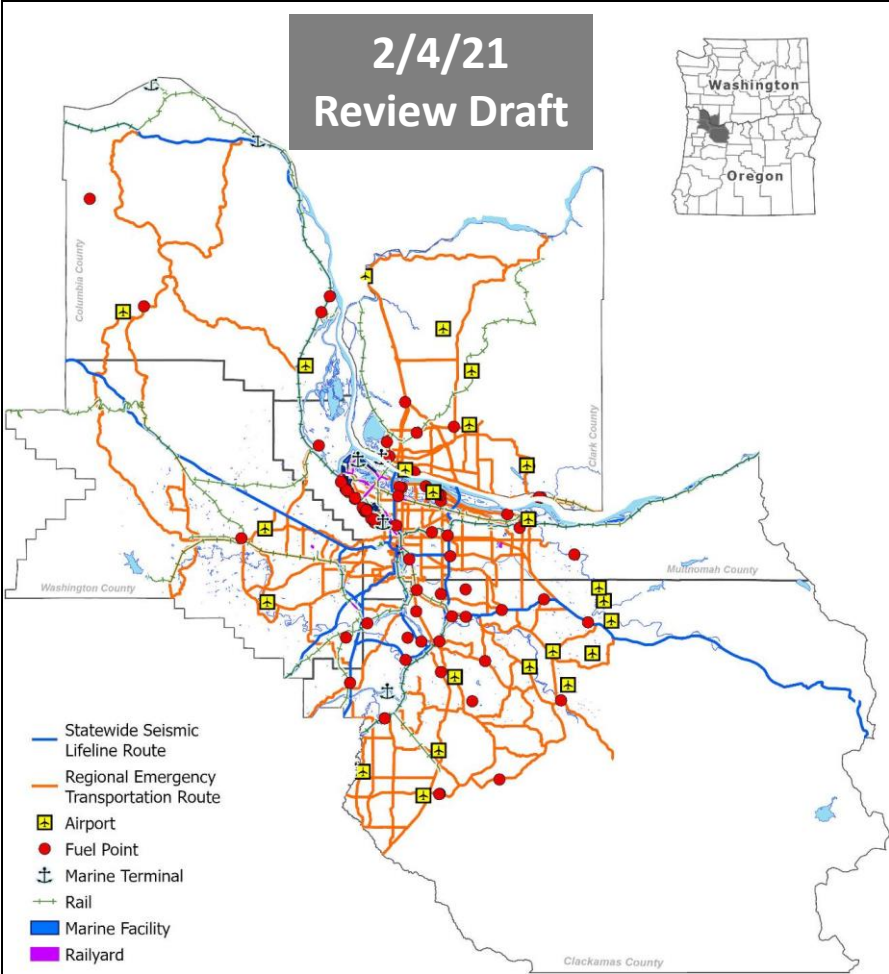 2/4/21
Review Draft
Washington
Oregon
Columbia County
Clark County
Washington County
Multnomah County
Clackamas County
Statewide Seismic
Lifeline Route
Regional Emergency
Transportation Route
Airport
Fuel Point
Marine Terminal
Rail
Marine Facility
Railyard